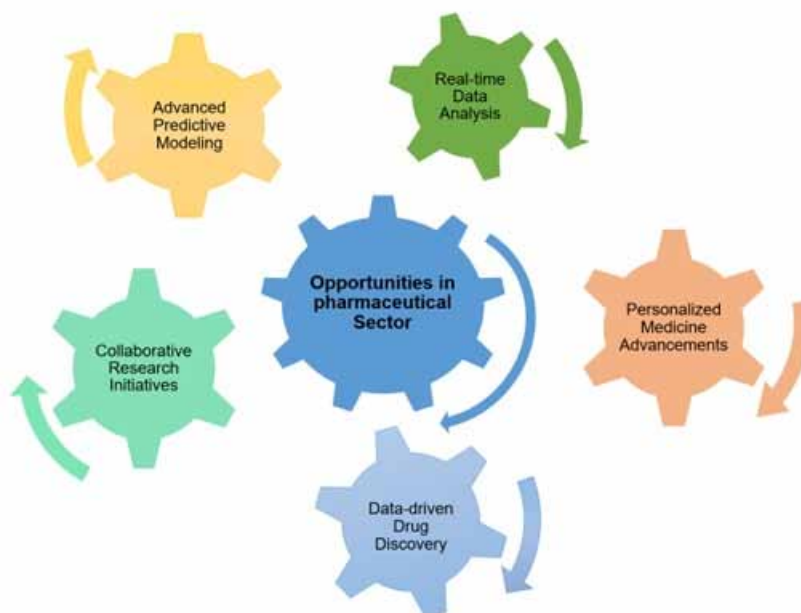 Advanced
Predictive
Modeling
Real-time
Data
Analysis
Opportunities in
pharmaceutical
Sector
Personalized
Medicine
Advancements
Collaborative
Research
Initiatives
Data-driven
Drug
Discovery